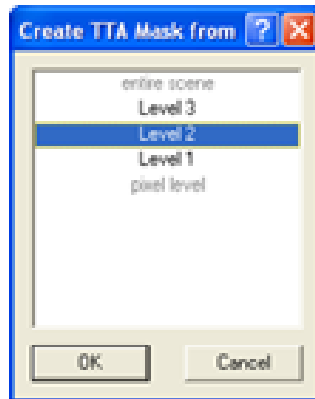 Create TTA Mask from
entire scene
Level 3
Level 2
Level 1
pixel level
OK
Cancel